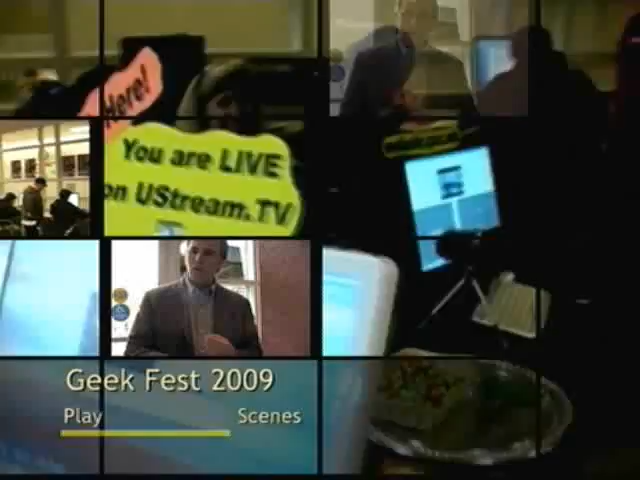 Here!
You are LIVE
on UStream.TV
Geek Fest 2009
Play
Scenes